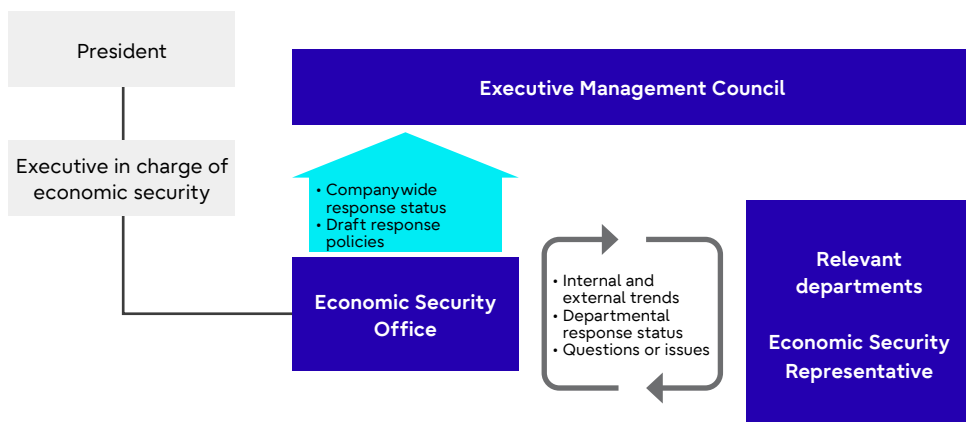 President
Executive Management Council
Executive in charge of
economic security
• Companywide
response status
• Draft response
policies
Economic Security
Office
• Internal and
external trends
• Departmental
response status
• Questions or issues
Relevant
departments
Economic Security
Representative